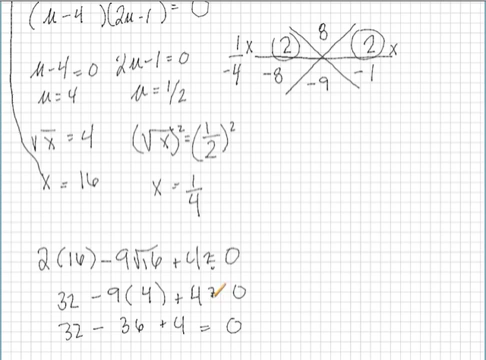 (u-4)(2u-1) = 0
8
1x (2) (2)x
-4 -8 -9 -1
u-4=0 2u-1=0
u=4 u=1/2
√x = 4 (√x)² = (1/2)²
x = 16 x = 1/4
2(16) - 9√16 + 4 = 0
32 - 9(4) + 4 = 0
32 - 36 + 4 = 0